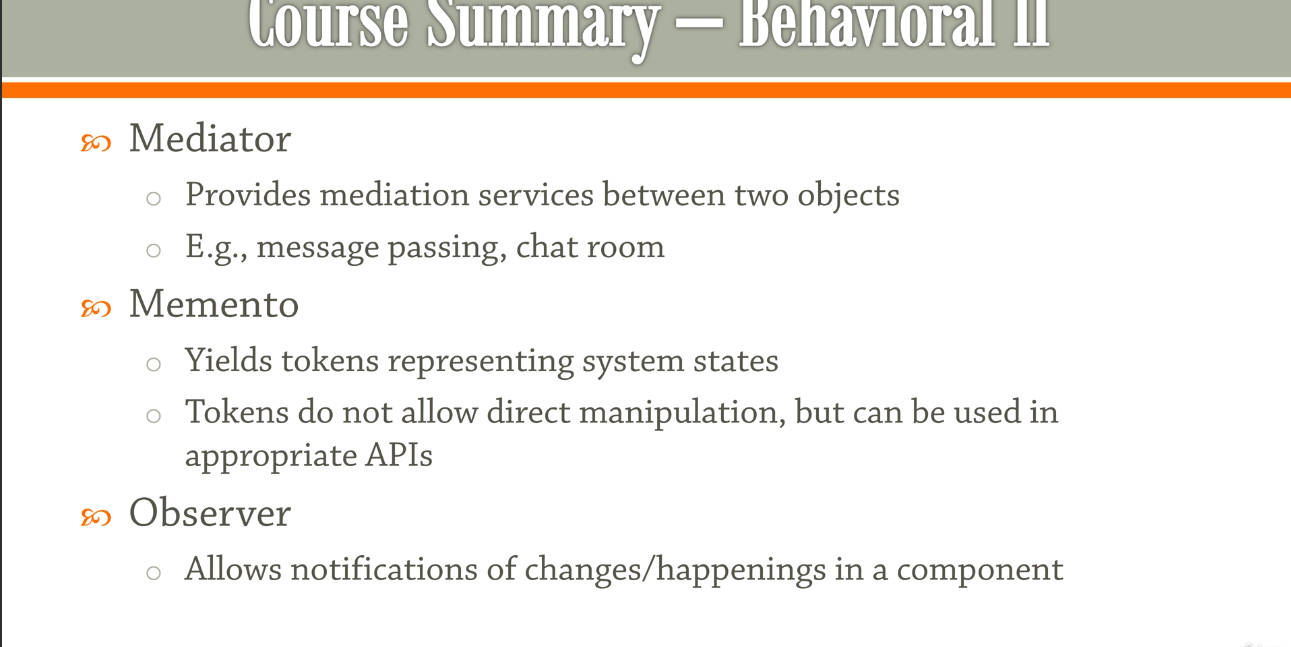 Course Summary — Behavioral II
Mediator
Provides mediation services between two objects
E.g., message passing, chat room
Memento
Yields tokens representing system states
Tokens do not allow direct manipulation, but can be used in
appropriate APIs
Observer
Allows notifications of changes/happenings in a component